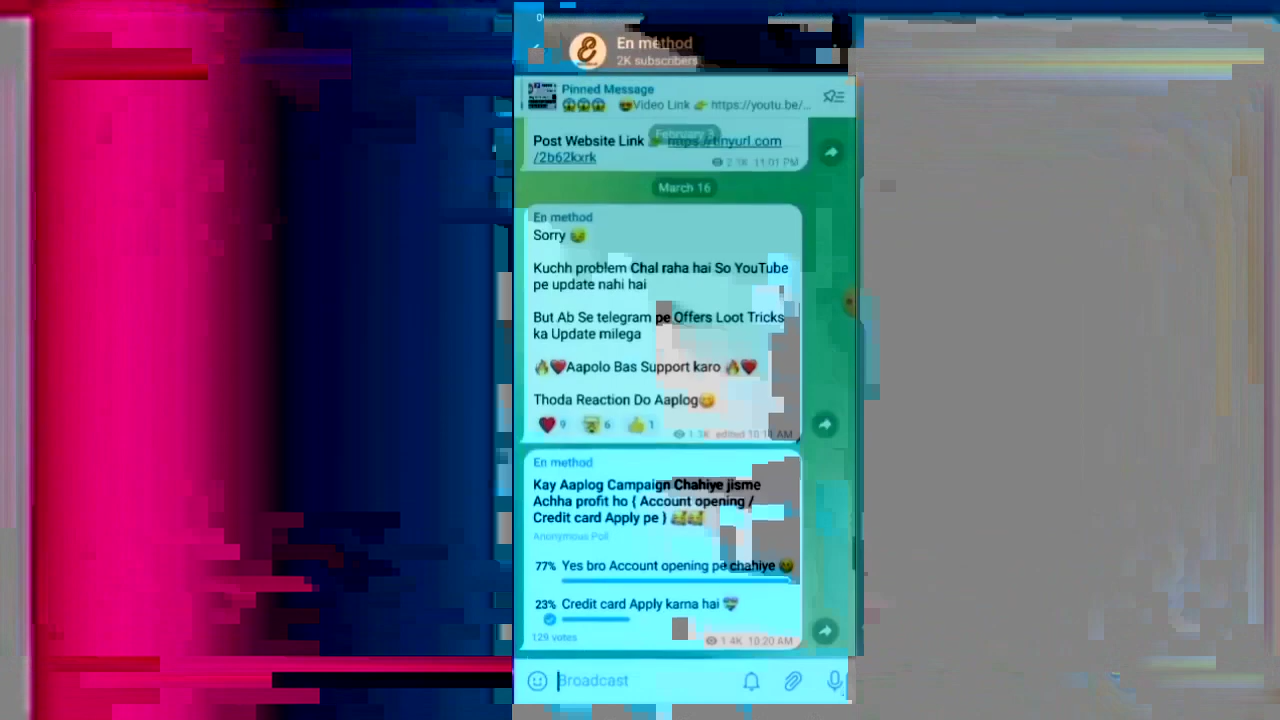 En method
2K subscribers
Pinned Message
😱😱😱 😍Video Link 👉 https://youtu.be/...
February 3
Post Website Link 👉 https://tinyurl.com
/2b62kxrk
11:01 PM
March 16
En method
Sorry 😥
Kuchh problem Chal raha hai So YouTube
pe update nahi hai
But Ab Se telegram pe Offers Loot Tricks
ka Update milega
🔥❤️Aapolo Bas Support karo 🔥❤️
Thoda Reaction Do Aaplog😋
❤️ 9 🤯 6 👍 1
edited
En method
Kay Aaplog Campaign Chahiye jisme
Achha profit ho { Account opening /
Credit card Apply pe } 🥳🥳
Anonymous Poll
77% Yes bro Account opening pe chahiye
23% Credit card Apply karna hai
129 votes
1.4K 10:20 AM
Broadcast